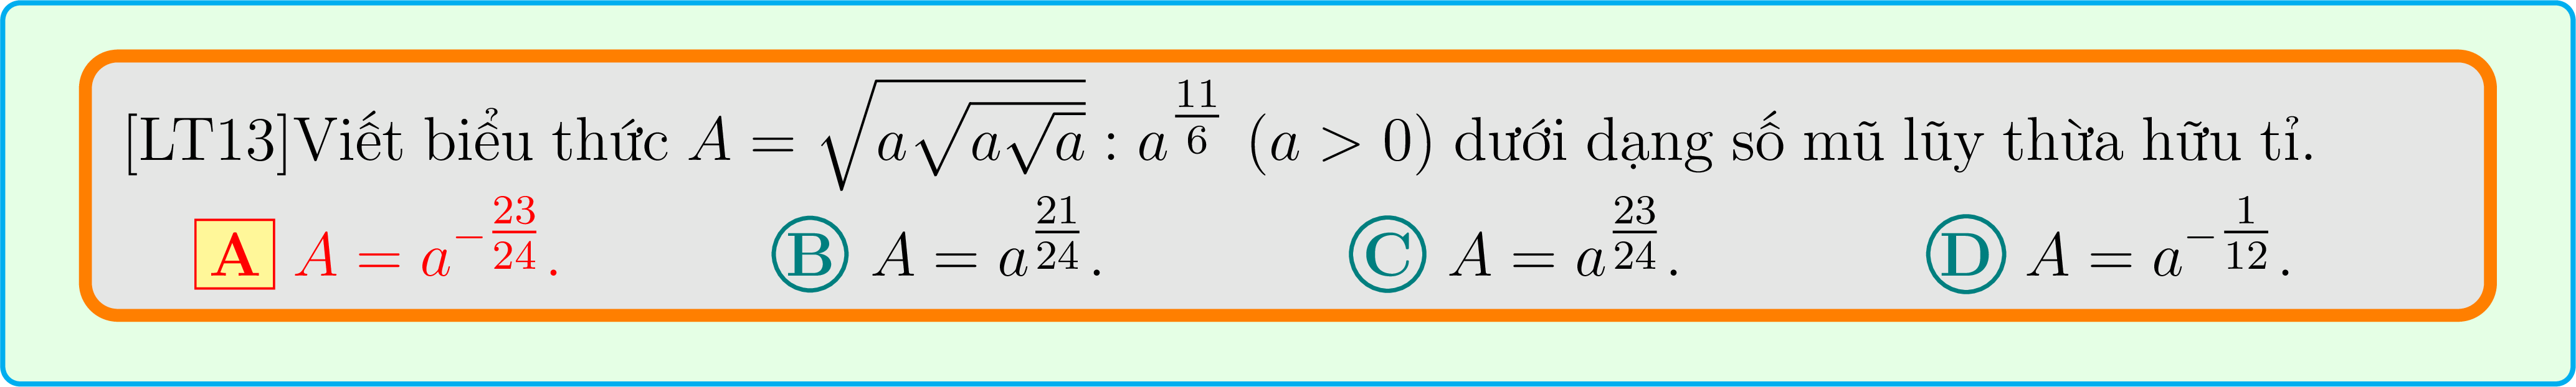 [LT13]Viết biểu thức $A = \sqrt{a\sqrt{a\sqrt{a}}} : a^{\frac{11}{6}}$ $(a > 0)$ dưới dạng số mũ lũy thừa hữu tỉ.
A $A = a^{-\frac{23}{24}}$. B $A = a^{\frac{21}{24}}$. C $A = a^{\frac{23}{24}}$. D $A = a^{-\frac{1}{12}}$.